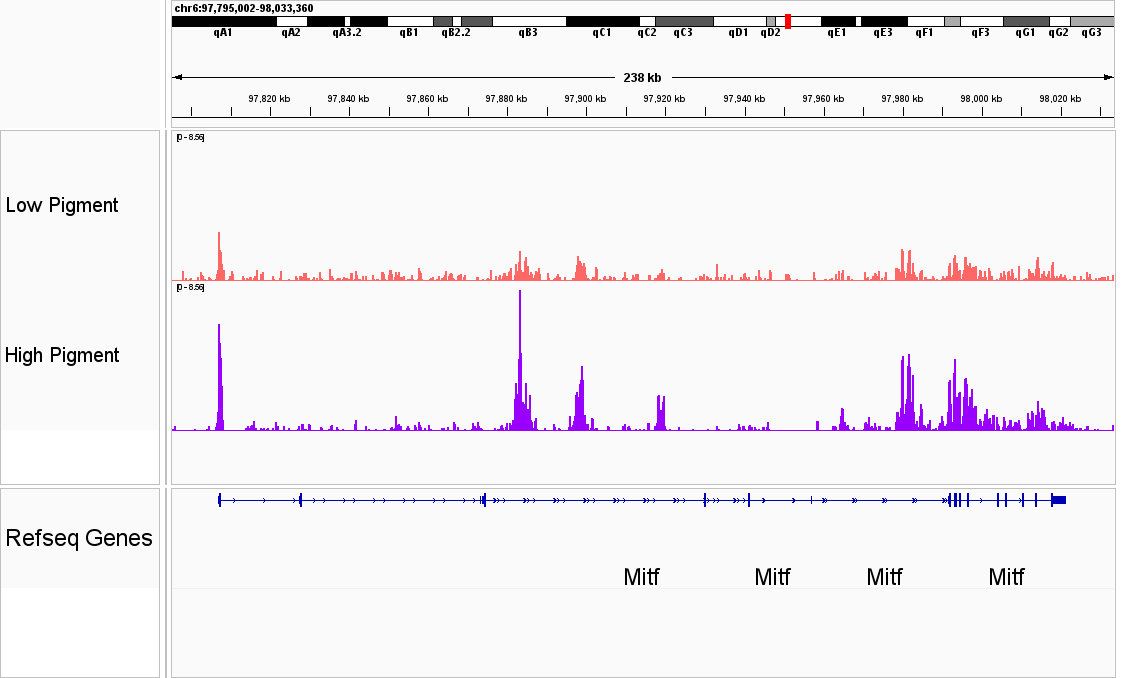 chr6:97,795,002-98,033,360
qA1 qA2 qA3.2 qB1 qB2.2 qB3 qC1 qC2 qC3 qD1 qD2 qE1 qE3 qF1 qF3 qG1 qG2 qG3
238 kb
97,820 kb 97,840 kb 97,860 kb 97,880 kb 97,900 kb 97,920 kb 97,940 kb 97,960 kb 97,980 kb 98,000 kb 98,020 kb
[0 - 8.56]
Low Pigment
[0 - 8.56]
High Pigment
Refseq Genes
Mitf Mitf Mitf Mitf